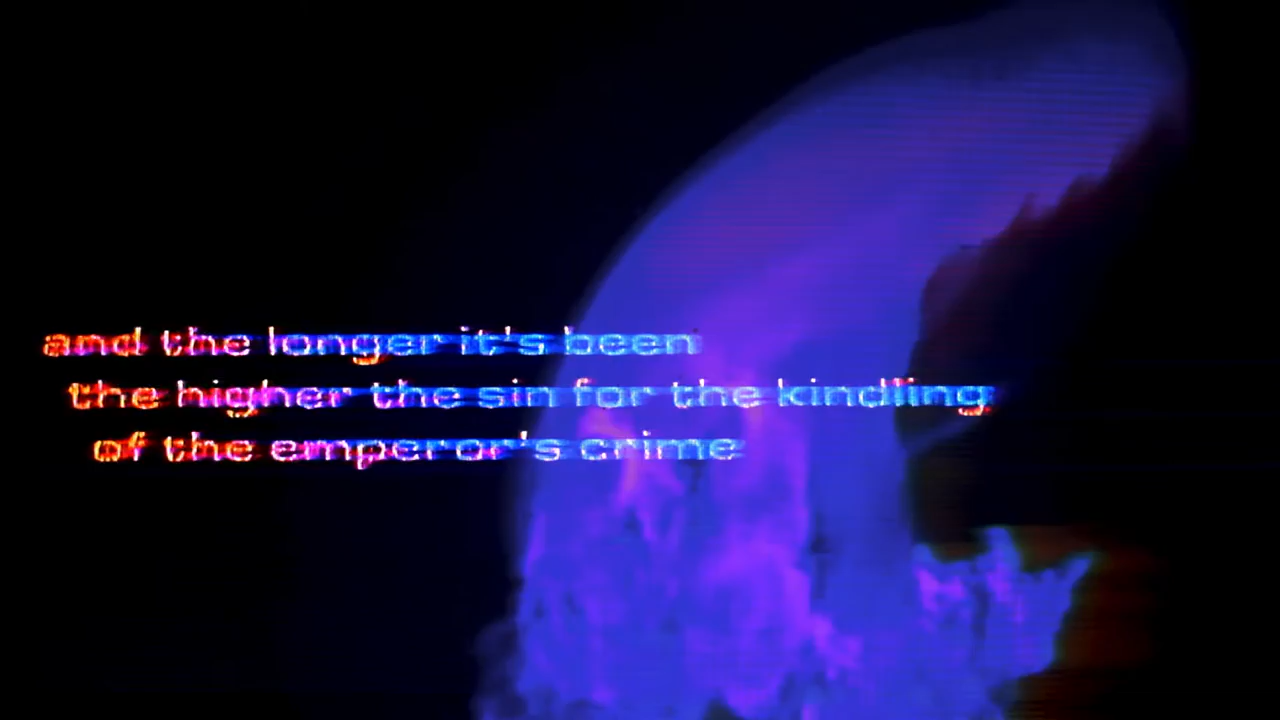 and the longer it's been
the higher the sin for the kindling
of the emperor's crime